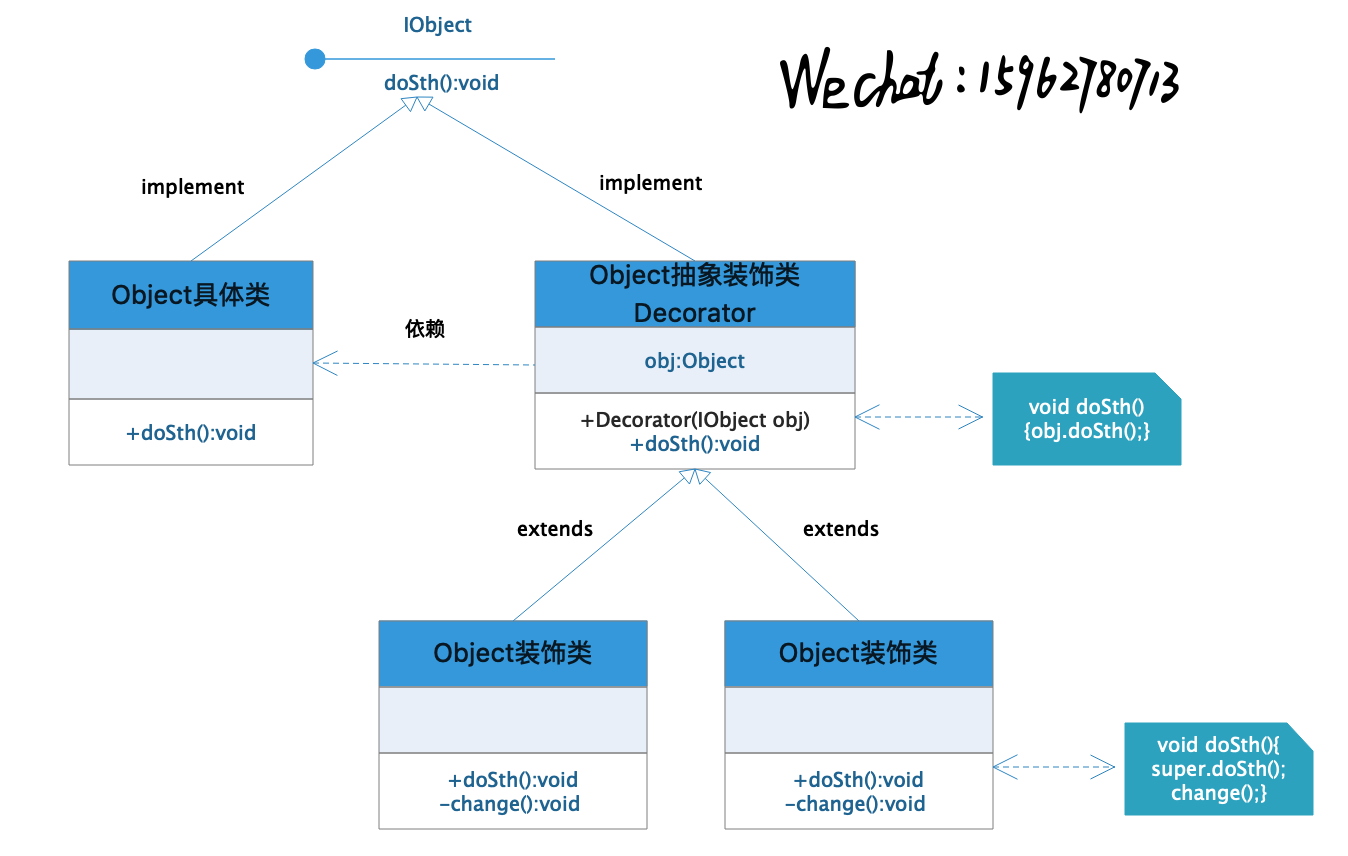 IObject
doSth():void
Wechat:15962780713
implement
implement
Object具体类
+doSth():void
依赖
Object抽象装饰类
Decorator
obj:Object
+Decorator(IObject obj)
+doSth():void
void doSth()
{obj.doSth();}
extends
extends
Object装饰类
+doSth():void
-change():void
Object装饰类
+doSth():void
-change():void
void doSth(){
super.doSth();
change();}